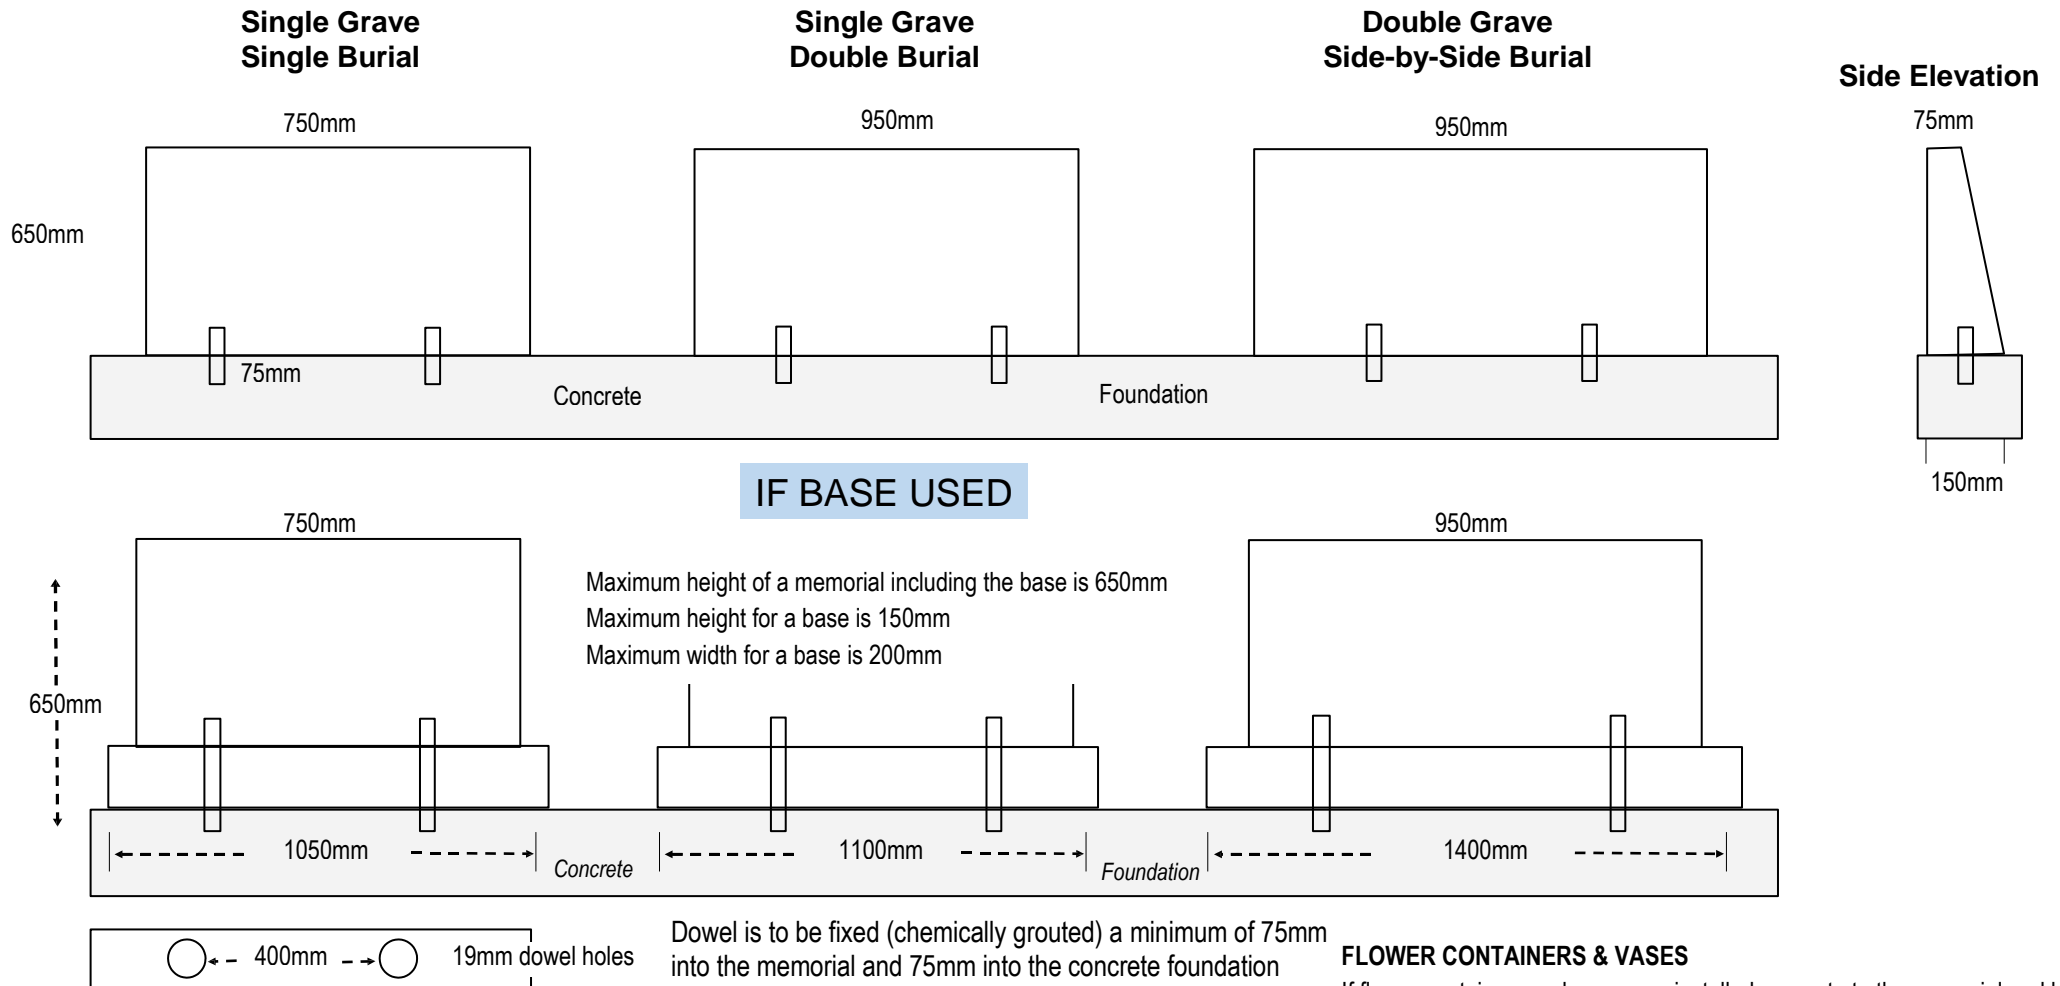 Single Grave
Single Burial
Single Grave
Double Burial
Double Grave
Side-by-Side Burial
Side Elevation
750mm
950mm
950mm
75mm
650mm
75mm
Concrete
Foundation
150mm
IF BASE USED
750mm
950mm
Maximum height of a memorial including the base is 650mm
Maximum height for a base is 150mm
Maximum width for a base is 200mm
650mm
1050mm
1100mm
1400mm
Concrete
Foundation
400mm
19mm dowel holes
Dowel is to be fixed (chemically grouted) a minimum of 75mm
into the memorial and 75mm into the concrete foundation
FLOWER CONTAINERS & VASES